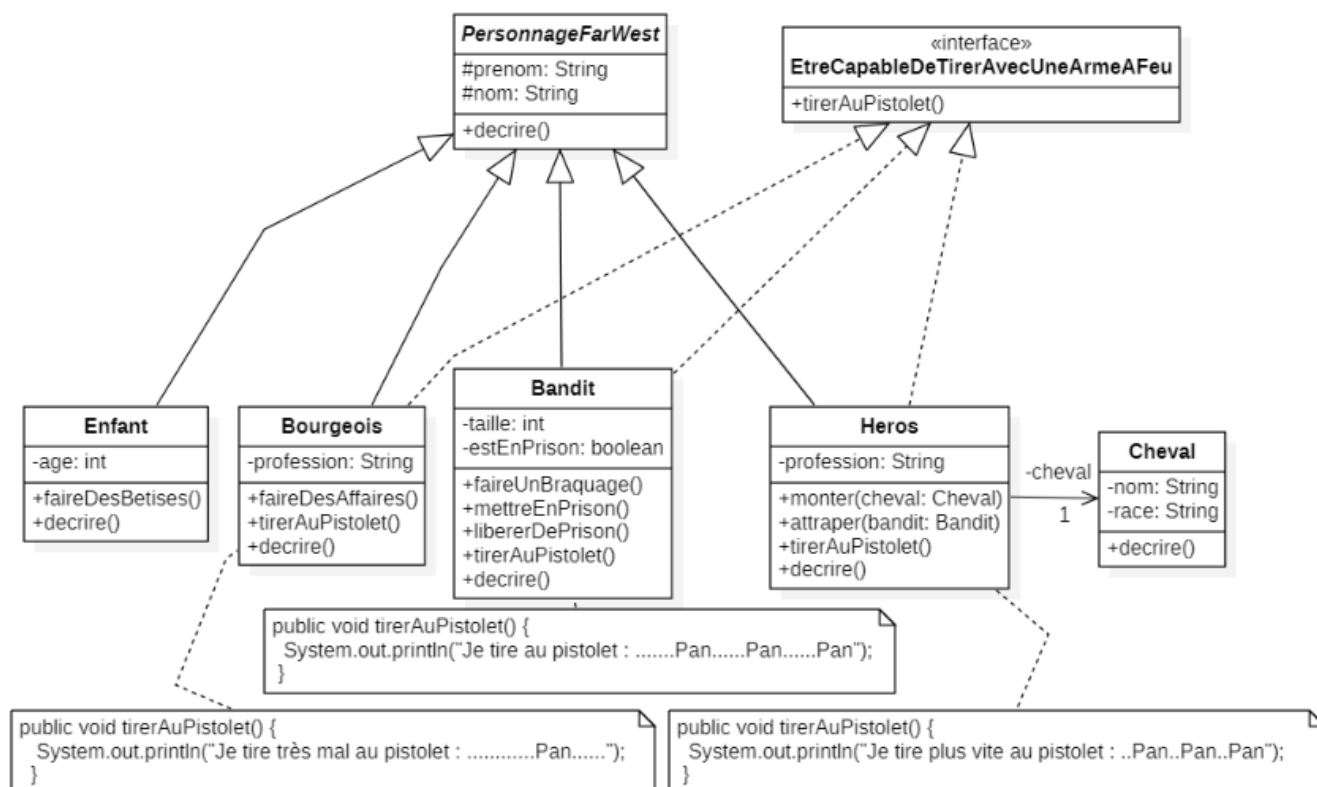 PersonnageFarWest
#prenom: String
#nom: String
+decrire()
«interface»
EtreCapableDeTirerAvecUneArmeAFeu
+tirerAuPistolet()
Enfant
-age: int
+faireDesBetises()
+decrire()
Bourgeois
-profession: String
+faireDesAffaires()
+tirerAuPistolet()
+decrire()
Bandit
-taille: int
-estEnPrison: boolean
+faireUnBraquage()
+mettreEnPrison()
+libererDePrison()
+tirerAuPistolet()
+decrire()
Heros
-profession: String
+monter(cheval: Cheval)
+attraper(bandit: Bandit)
+tirerAuPistolet()
+decrire()
-cheval
1
Cheval
-nom: String
-race: String
+decrire()
public void tirerAuPistolet() {
System.out.println("Je tire au pistolet : .......Pan......Pan......Pan");
}
public void tirerAuPistolet() {
System.out.println("Je tire très mal au pistolet : ............Pan......");
}
public void tirerAuPistolet() {
System.out.println("Je tire plus vite au pistolet : ..Pan..Pan..Pan");
}